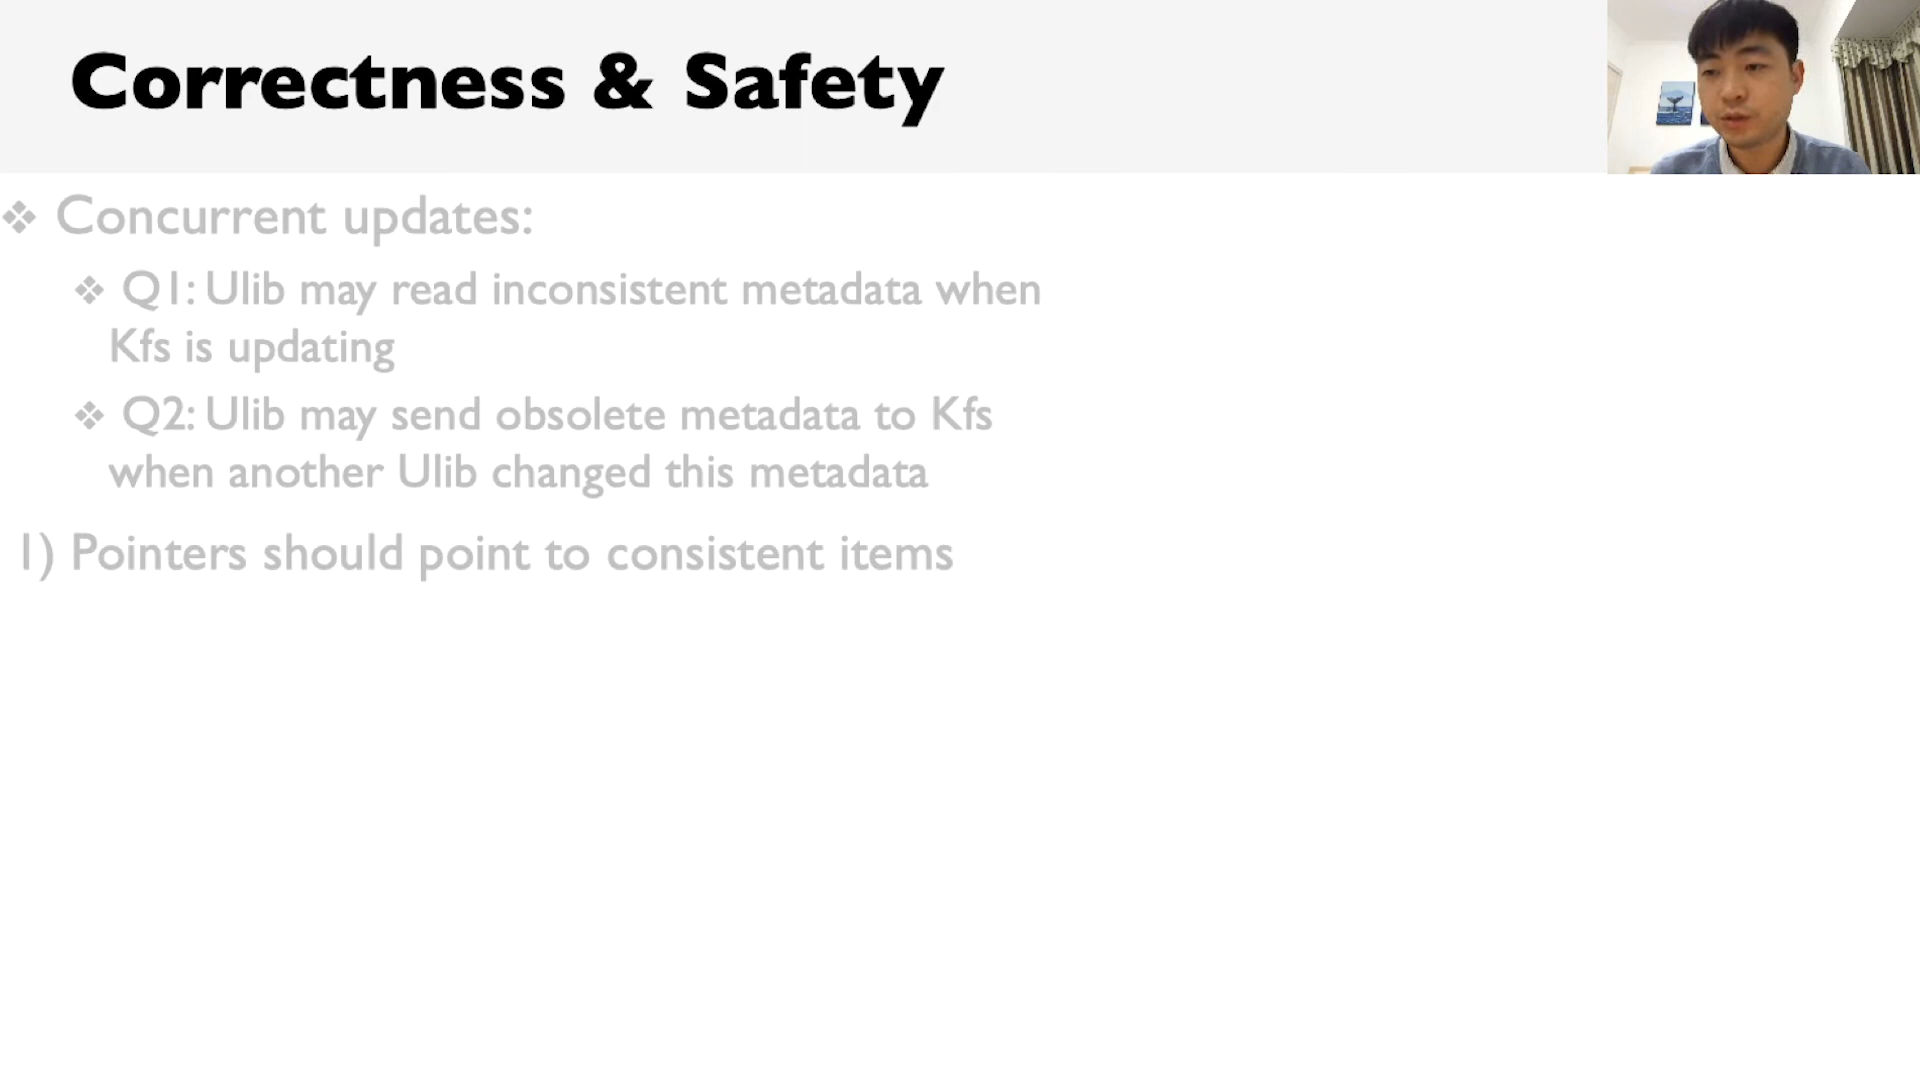 Correctness & Safety
❖ Concurrent updates:
❖ Q1: Ulib may read inconsistent metadata when
Kfs is updating
❖ Q2: Ulib may send obsolete metadata to Kfs
when another Ulib changed this metadata
1) Pointers should point to consistent items